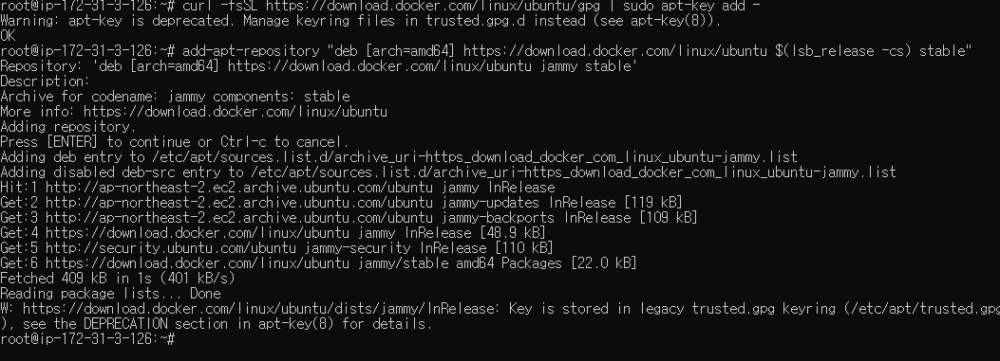 root@ip-172-31-3-126:~# curl -fsSL https://download.docker.com/linux/ubuntu/gpg | sudo apt-key add -
Warning: apt-key is deprecated. Manage keyring files in trusted.gpg.d instead (see apt-key(8)).
OK
root@ip-172-31-3-126:~# add-apt-repository "deb [arch=amd64] https://download.docker.com/linux/ubuntu $(lsb_release -cs) stable"
Repository: 'deb [arch=amd64] https://download.docker.com/linux/ubuntu jammy stable'
Description:
Archive for codename: jammy components: stable
More info: https://download.docker.com/linux/ubuntu
Adding repository.
Press [ENTER] to continue or Ctrl-c to cancel.
Adding deb entry to /etc/apt/sources.list.d/archive_uri-https_download_docker_com_linux_ubuntu-jammy.list
Adding disabled deb-src entry to /etc/apt/sources.list.d/archive_uri-https_download_docker_com_linux_ubuntu-jammy.list
Hit:1 http://ap-northeast-2.ec2.archive.ubuntu.com/ubuntu jammy InRelease
Get:2 http://ap-northeast-2.ec2.archive.ubuntu.com/ubuntu jammy-updates InRelease [119 kB]
Get:3 http://ap-northeast-2.ec2.archive.ubuntu.com/ubuntu jammy-backports InRelease [109 kB]
Get:4 https://download.docker.com/linux/ubuntu jammy InRelease [48.9 kB]
Get:5 http://security.ubuntu.com/ubuntu jammy-security InRelease [110 kB]
Get:6 https://download.docker.com/linux/ubuntu jammy/stable amd64 Packages [22.0 kB]
Fetched 409 kB in 1s (401 kB/s)
Reading package lists... Done
W: https://download.docker.com/linux/ubuntu/dists/jammy/InRelease: Key is stored in legacy trusted.gpg keyring (/etc/apt/trusted.gpg
), see the DEPRECATION section in apt-key(8) for details.
root@ip-172-31-3-126:~#